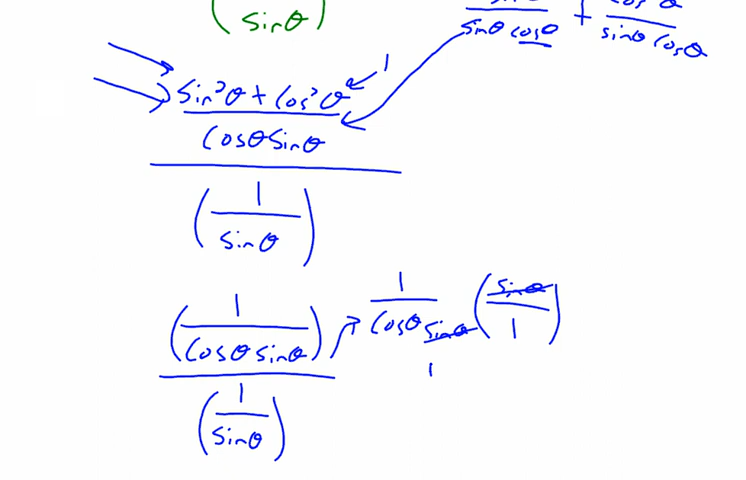 (sinθ)
sinθ cosθ + sinθ cosθ
sin²θ + cos²θ 1
cosθ sinθ
(1
sinθ)
(1
cosθ sinθ)
(1
sinθ)
1
cosθ sinθ (sinθ
1)
1